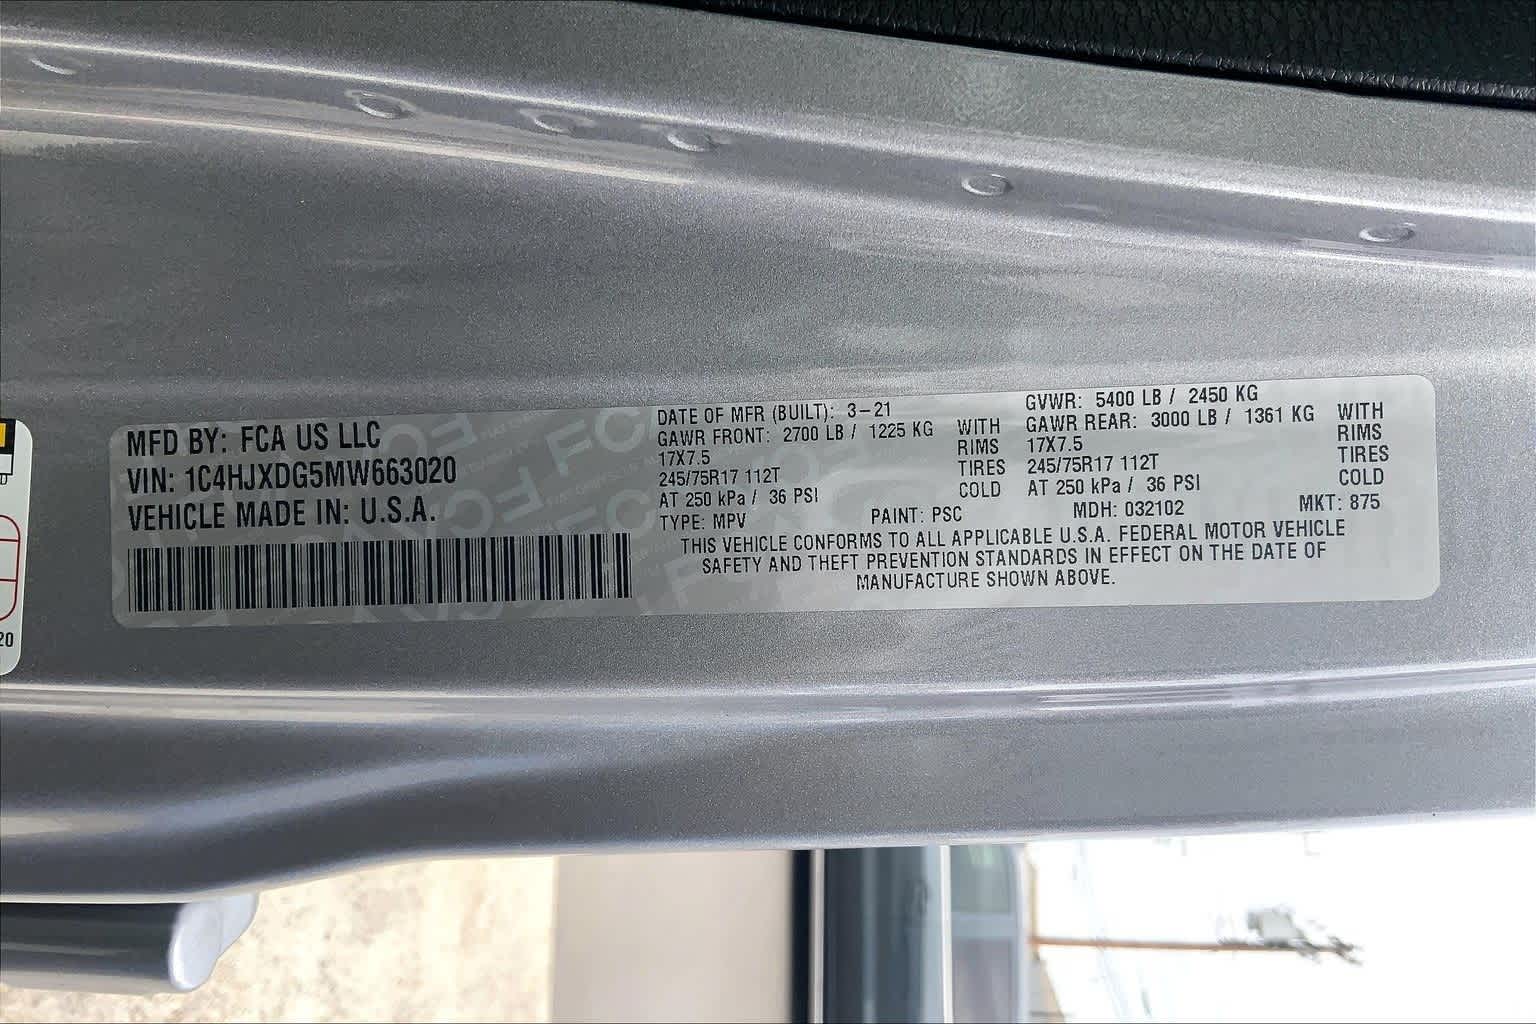 MFD BY: FCA US LLC
VIN: 1C4HJXDG5MW663020
VEHICLE MADE IN: U.S.A.
DATE OF MFR (BUILT): 3-21
GAWR FRONT: 2700 LB / 1225 KG WITH
17X7.5 RIMS
245/75R17 112T TIRES
AT 250 kPa / 36 PSI COLD
GVWR: 5400 LB / 2450 KG
GAWR REAR: 3000 LB / 1361 KG WITH
17X7.5 RIMS
245/75R17 112T TIRES
AT 250 kPa / 36 PSI COLD
TYPE: MPV PAINT: PSC MDH: 032102 MKT: 875
THIS VEHICLE CONFORMS TO ALL APPLICABLE U.S.A. FEDERAL MOTOR VEHICLE
SAFETY AND THEFT PREVENTION STANDARDS IN EFFECT ON THE DATE OF
MANUFACTURE SHOWN ABOVE.
20